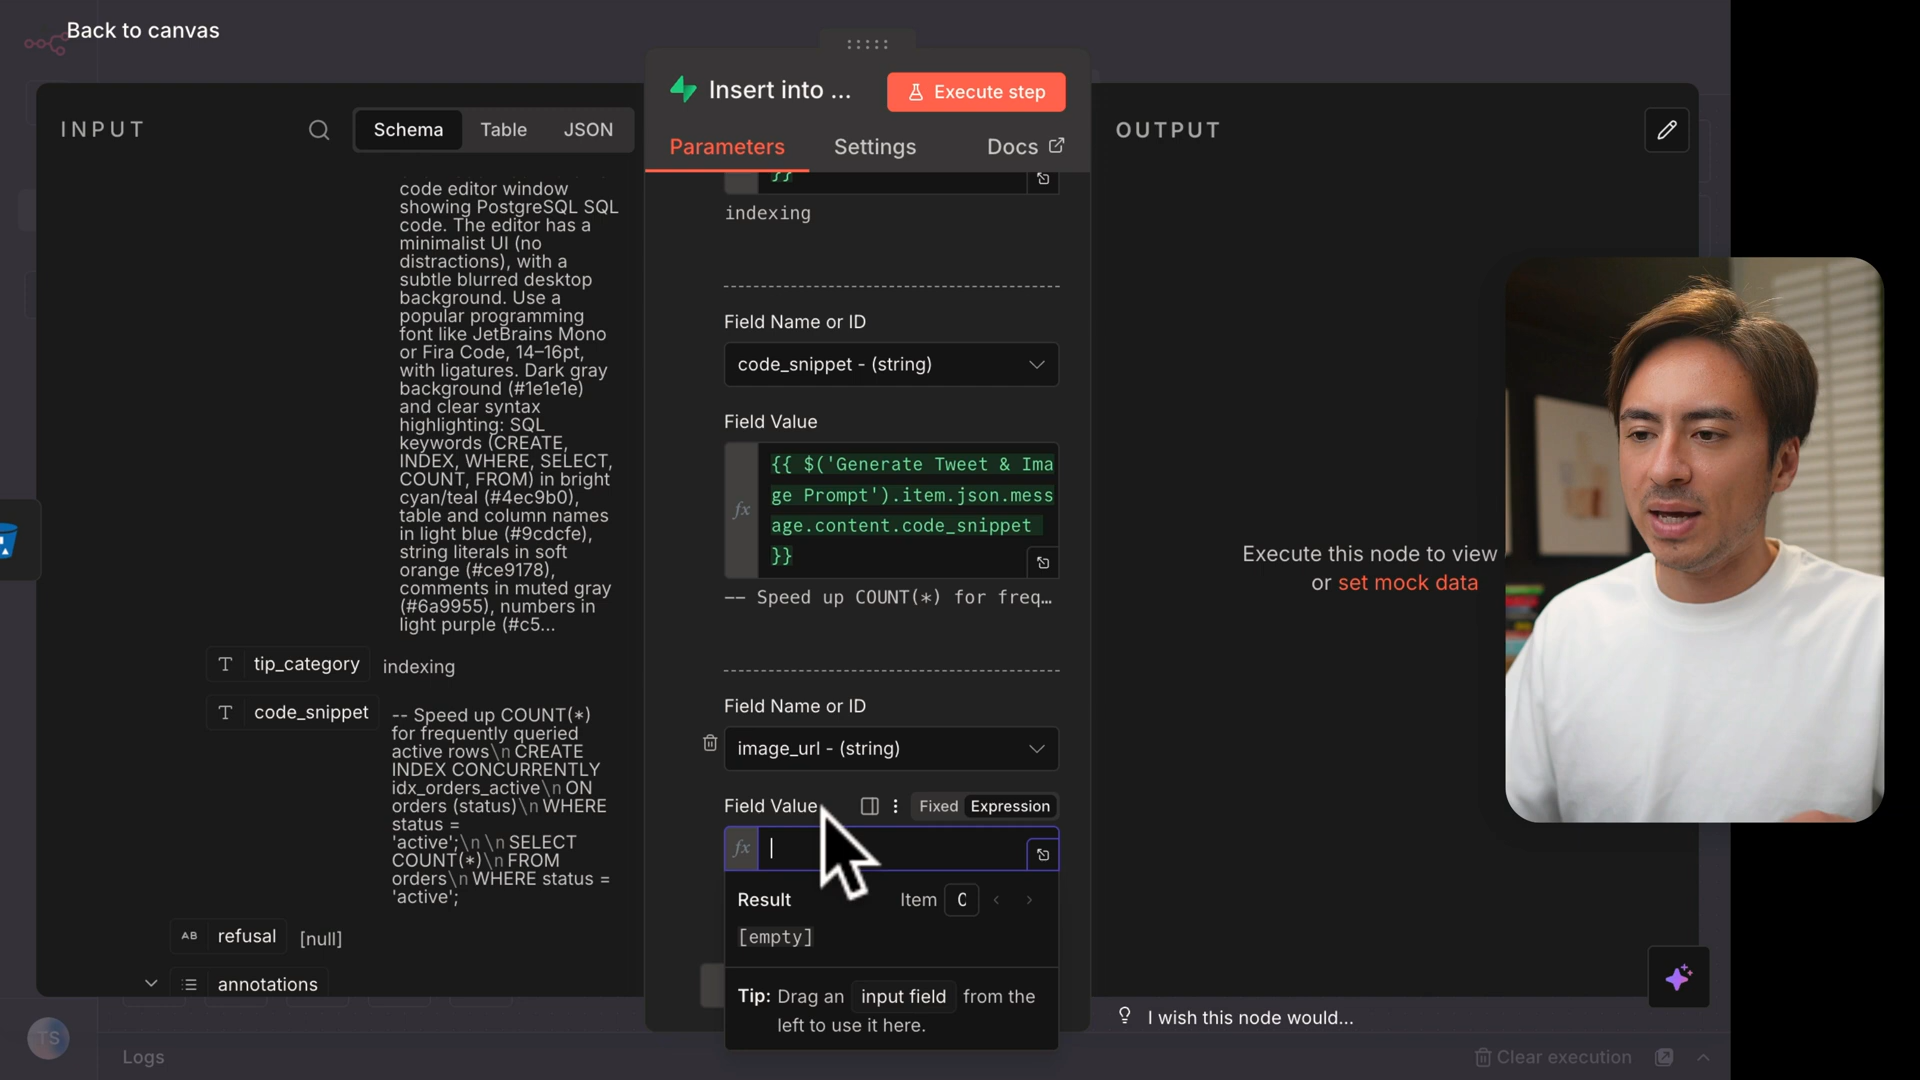 Back to canvas
INPUT
Schema
Table
JSON
code editor window
showing PostgreSQL SQL
code. The editor has a
minimalist UI (no
distractions), with a
subtle blurred desktop
background. Use a
popular programming
font like JetBrains Mono
or Fira Code, 14–16pt,
with ligatures. Dark gray
background (#1e1e1e)
and clear syntax
highlighting: SQL
keywords (CREATE,
INDEX, WHERE, SELECT,
COUNT, FROM) in bright
cyan/teal (#4ec9b0),
table and column names
in light blue (#9cdcfe),
string literals in soft
orange (#ce9178),
comments in muted gray
(#6a9955), numbers in
light purple (#c5...
T tip_category indexing
T code_snippet
-- Speed up COUNT(*)
for frequently queried
active rows\n CREATE
INDEX CONCURRENTLY
idx_orders_active\n ON
orders (status)\n WHERE
status =
'active';\n \n SELECT
COUNT(*)\n FROM
orders\n WHERE status =
'active';
AB refusal [null]
annotations
Insert into ...
Execute step
Parameters
Settings
Docs
}}
indexing
Field Name or ID
code_snippet - (string)
Field Value
fx
{{ $('Generate Tweet & Ima
ge Prompt').item.json.mess
age.content.code_snippet
}}
-- Speed up COUNT(*) for freq…
Field Name or ID
image_url - (string)
Field Value
Fixed
Expression
fx
Result
Item
[empty]
Tip: Drag an input field from the
left to use it here.
OUTPUT
Execute this node to view
or set mock data
I wish this node would...
TS
Logs
Clear execution